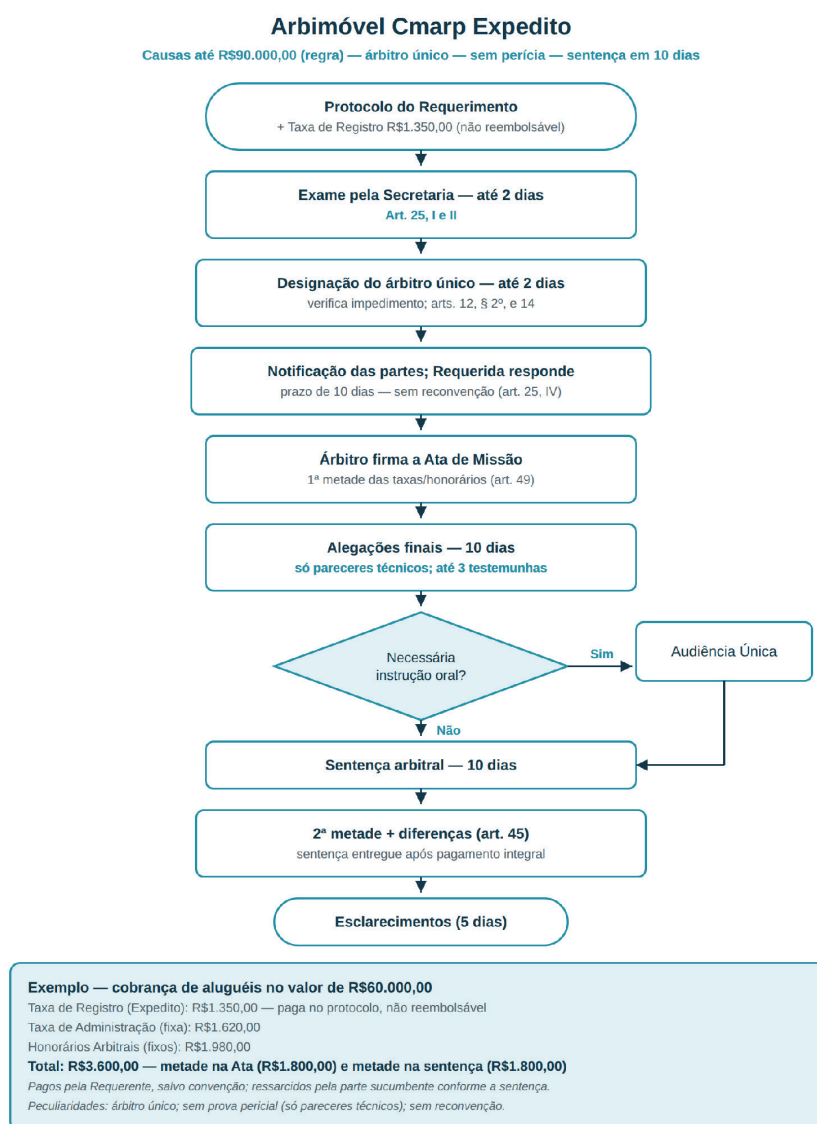 Arbimóvel Cmarp Expedito
Causas até R$90.000,00 (regra) — árbitro único — sem perícia — sentença em 10 dias
Protocolo do Requerimento
+ Taxa de Registro R$1.350,00 (não reembolsável)
Exame pela Secretaria — até 2 dias
Art. 25, I e II
Designação do árbitro único — até 2 dias
verifica impedimento; arts. 12, § 2º, e 14
Notificação das partes; Requerida responde
prazo de 10 dias — sem reconvenção (art. 25, IV)
Árbitro firma a Ata de Missão
1ª metade das taxas/honorários (art. 49)
Alegações finais — 10 dias
só pareceres técnicos; até 3 testemunhas
Necessária
instrução oral?
Sim
Audiência Única
Não
Sentença arbitral — 10 dias
2ª metade + diferenças (art. 45)
sentença entregue após pagamento integral
Esclarecimentos (5 dias)
Exemplo — cobrança de aluguéis no valor de R$60.000,00
Taxa de Registro (Expedito): R$1.350,00 — paga no protocolo, não reembolsável
Taxa de Administração (fixa): R$1.620,00
Honorários Arbitrais (fixos): R$1.980,00
Total: R$3.600,00 — metade na Ata (R$1.800,00) e metade na sentença (R$1.800,00)
Pagos pela Requerente, salvo convenção; ressarcidos pela parte sucumbente conforme a sentença.
Peculiaridades: árbitro único; sem prova pericial (só pareceres técnicos); sem reconvenção.